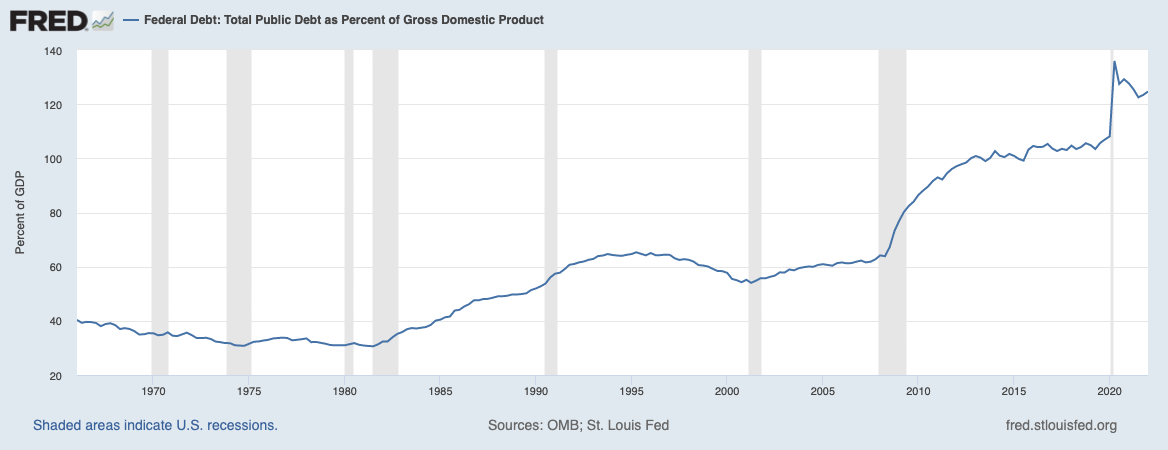 FRED
Federal Debt: Total Public Debt as Percent of Gross Domestic Product
Percent of GDP
140
120
100
80
60
40
20
1970 1975 1980 1985 1990 1995 2000 2005 2010 2015 2020
Shaded areas indicate U.S. recessions. Sources: OMB; St. Louis Fed fred.stlouisfed.org